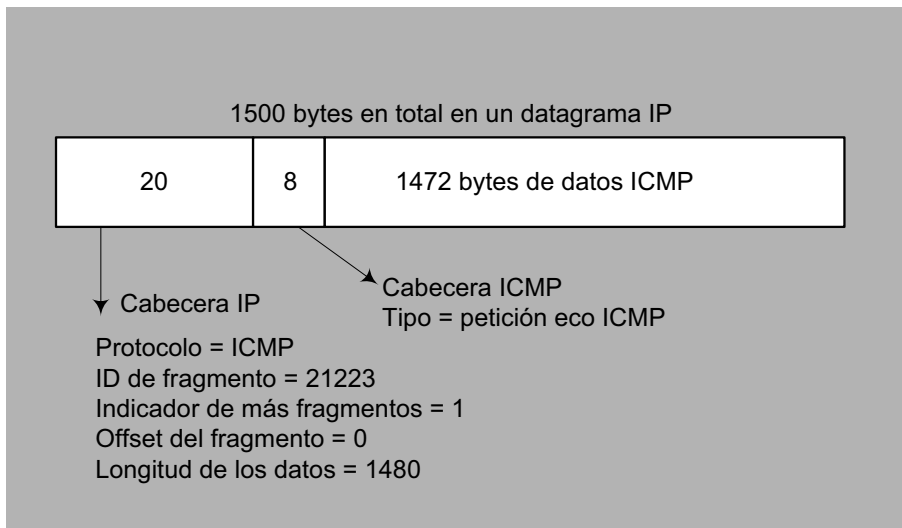 1500 bytes en total en un datagrama IP
20
8
1472 bytes de datos ICMP
Cabecera IP
Protocolo = ICMP
ID de fragmento = 21223
Indicador de más fragmentos = 1
Offset del fragmento = 0
Longitud de los datos = 1480
Cabecera ICMP
Tipo = petición eco ICMP